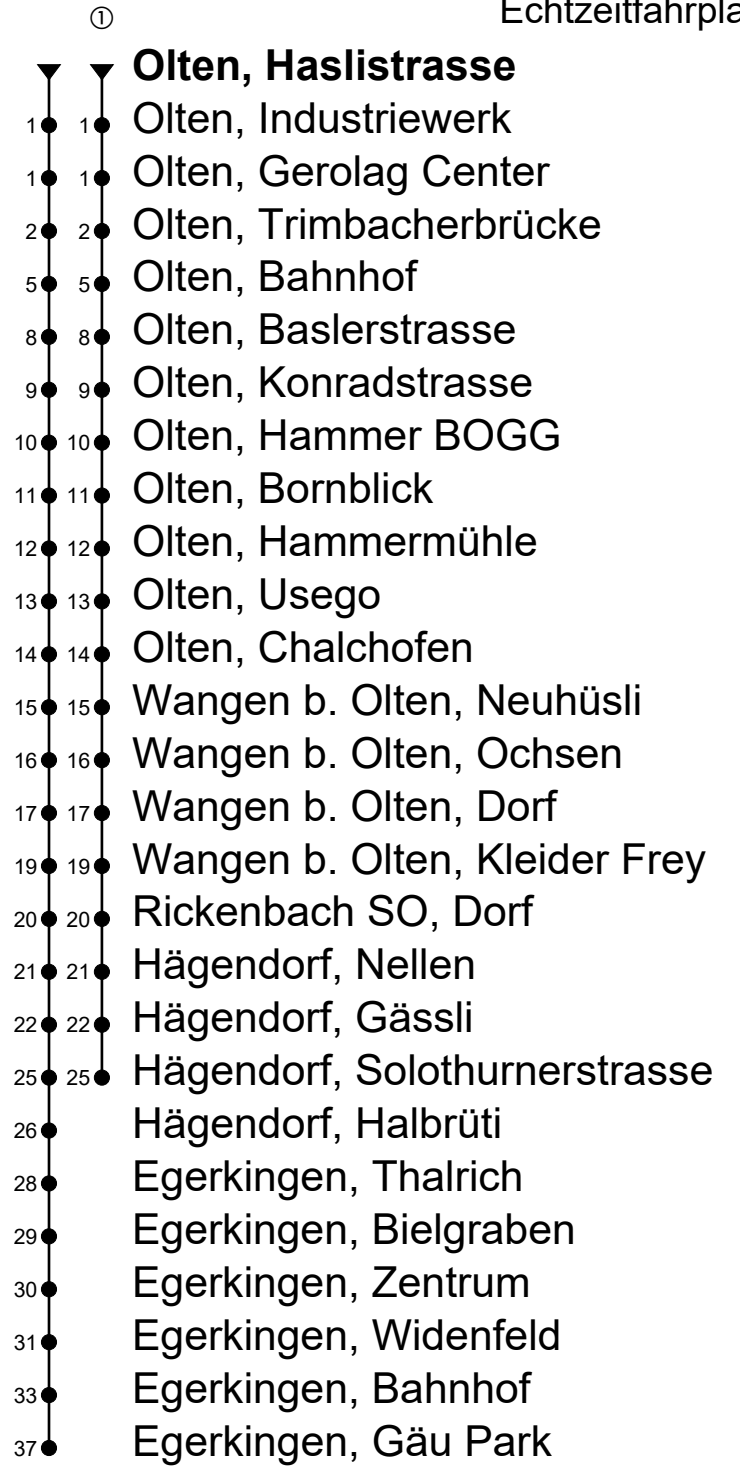 ① Echtzeitfahrpla
Olten, Haslistrasse
1 1 Olten, Industriewerk
1 1 Olten, Gerolag Center
2 2 Olten, Trimbacherbrücke
5 5 Olten, Bahnhof
8 8 Olten, Baslerstrasse
9 9 Olten, Konradstrasse
10 10 Olten, Hammer BOGG
11 11 Olten, Bornblick
12 12 Olten, Hammermühle
13 13 Olten, Usego
14 14 Olten, Chalchofen
15 15 Wangen b. Olten, Neuhüsli
16 16 Wangen b. Olten, Ochsen
17 17 Wangen b. Olten, Dorf
19 19 Wangen b. Olten, Kleider Frey
20 20 Rickenbach SO, Dorf
21 21 Hägendorf, Nellen
22 22 Hägendorf, Gässli
25 25 Hägendorf, Solothurnerstrasse
26 Hägendorf, Halbrüti
28 Egerkingen, Thalrich
29 Egerkingen, Bielgraben
30 Egerkingen, Zentrum
31 Egerkingen, Widenfeld
33 Egerkingen, Bahnhof
37 Egerkingen, Gäu Park